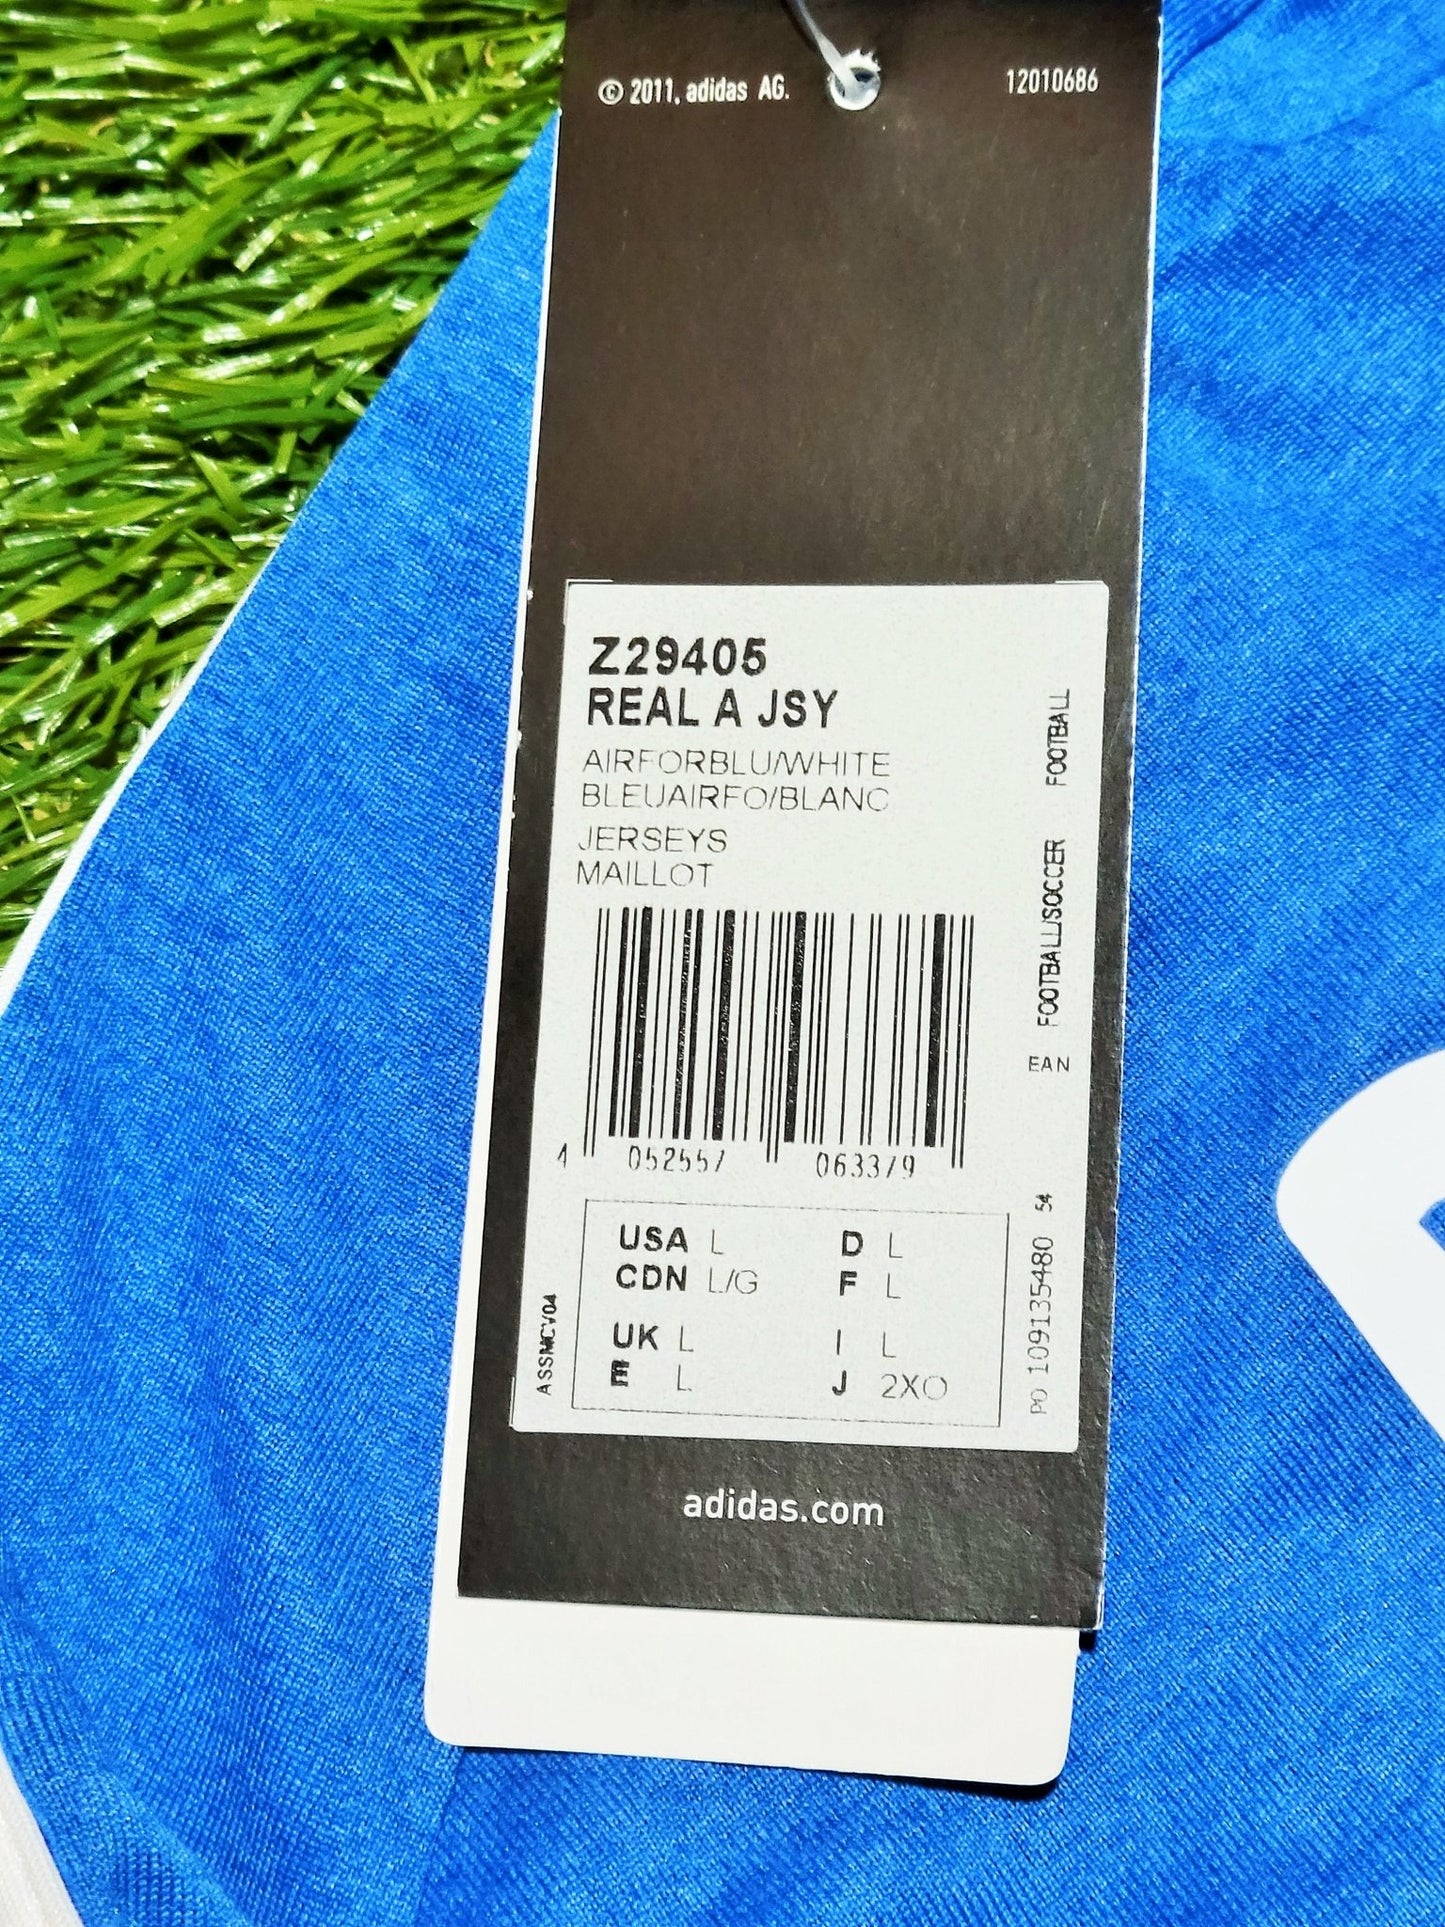 © 2011, adidas AG.
12010686
Z29405
REAL A JSY
AIRFORBLU/WHITE
BLEUAIRFO/BLANC
JERSEYS
MAILLOT
4 052557 063379
EAN FOOTBALL/SOCCER FOOTBALL
USA L D L
CDN L/G F L
UK L I L
E L J 2XO
ASSMCV04
PO 109135480 54
adidas.com